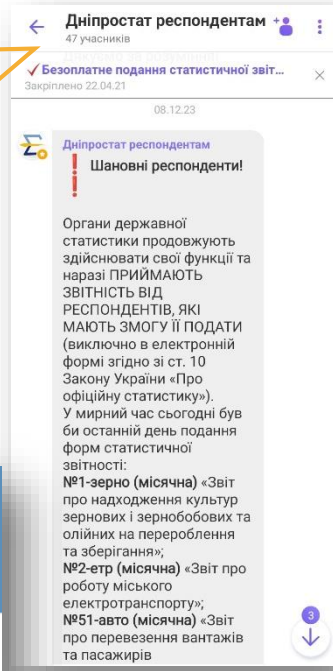 Дніпростат респондентам
47 учасників
✓Безоплатне подання статистичної звіт...
Закріплено 22.04.21
08.12.23
Дніпростат респондентам
❗Шановні респонденти!
Органи державної
статистики продовжують
здійснювати свої функції та
наразі ПРИЙМАЮТЬ
ЗВІТНІСТЬ ВІД
РЕСПОНДЕНТІВ, ЯКІ
МАЮТЬ ЗМОГУ ЇЇ ПОДАТИ
(виключно в електронній
формі згідно зі ст. 10
Закону України «Про
офіційну статистику»).
У мирний час сьогодні був
би останній день подання
форм статистичної
звітності:
№1-зерно (місячна) «Звіт
про надходження культур
зернових і зернобобових та
олійних на перероблення
та зберігання»;
№2-етр (місячна) «Звіт про
роботу міського
електротранспорту»;
№51-авто (місячна) «Звіт
про перевезення вантажів
та пасажирів
3